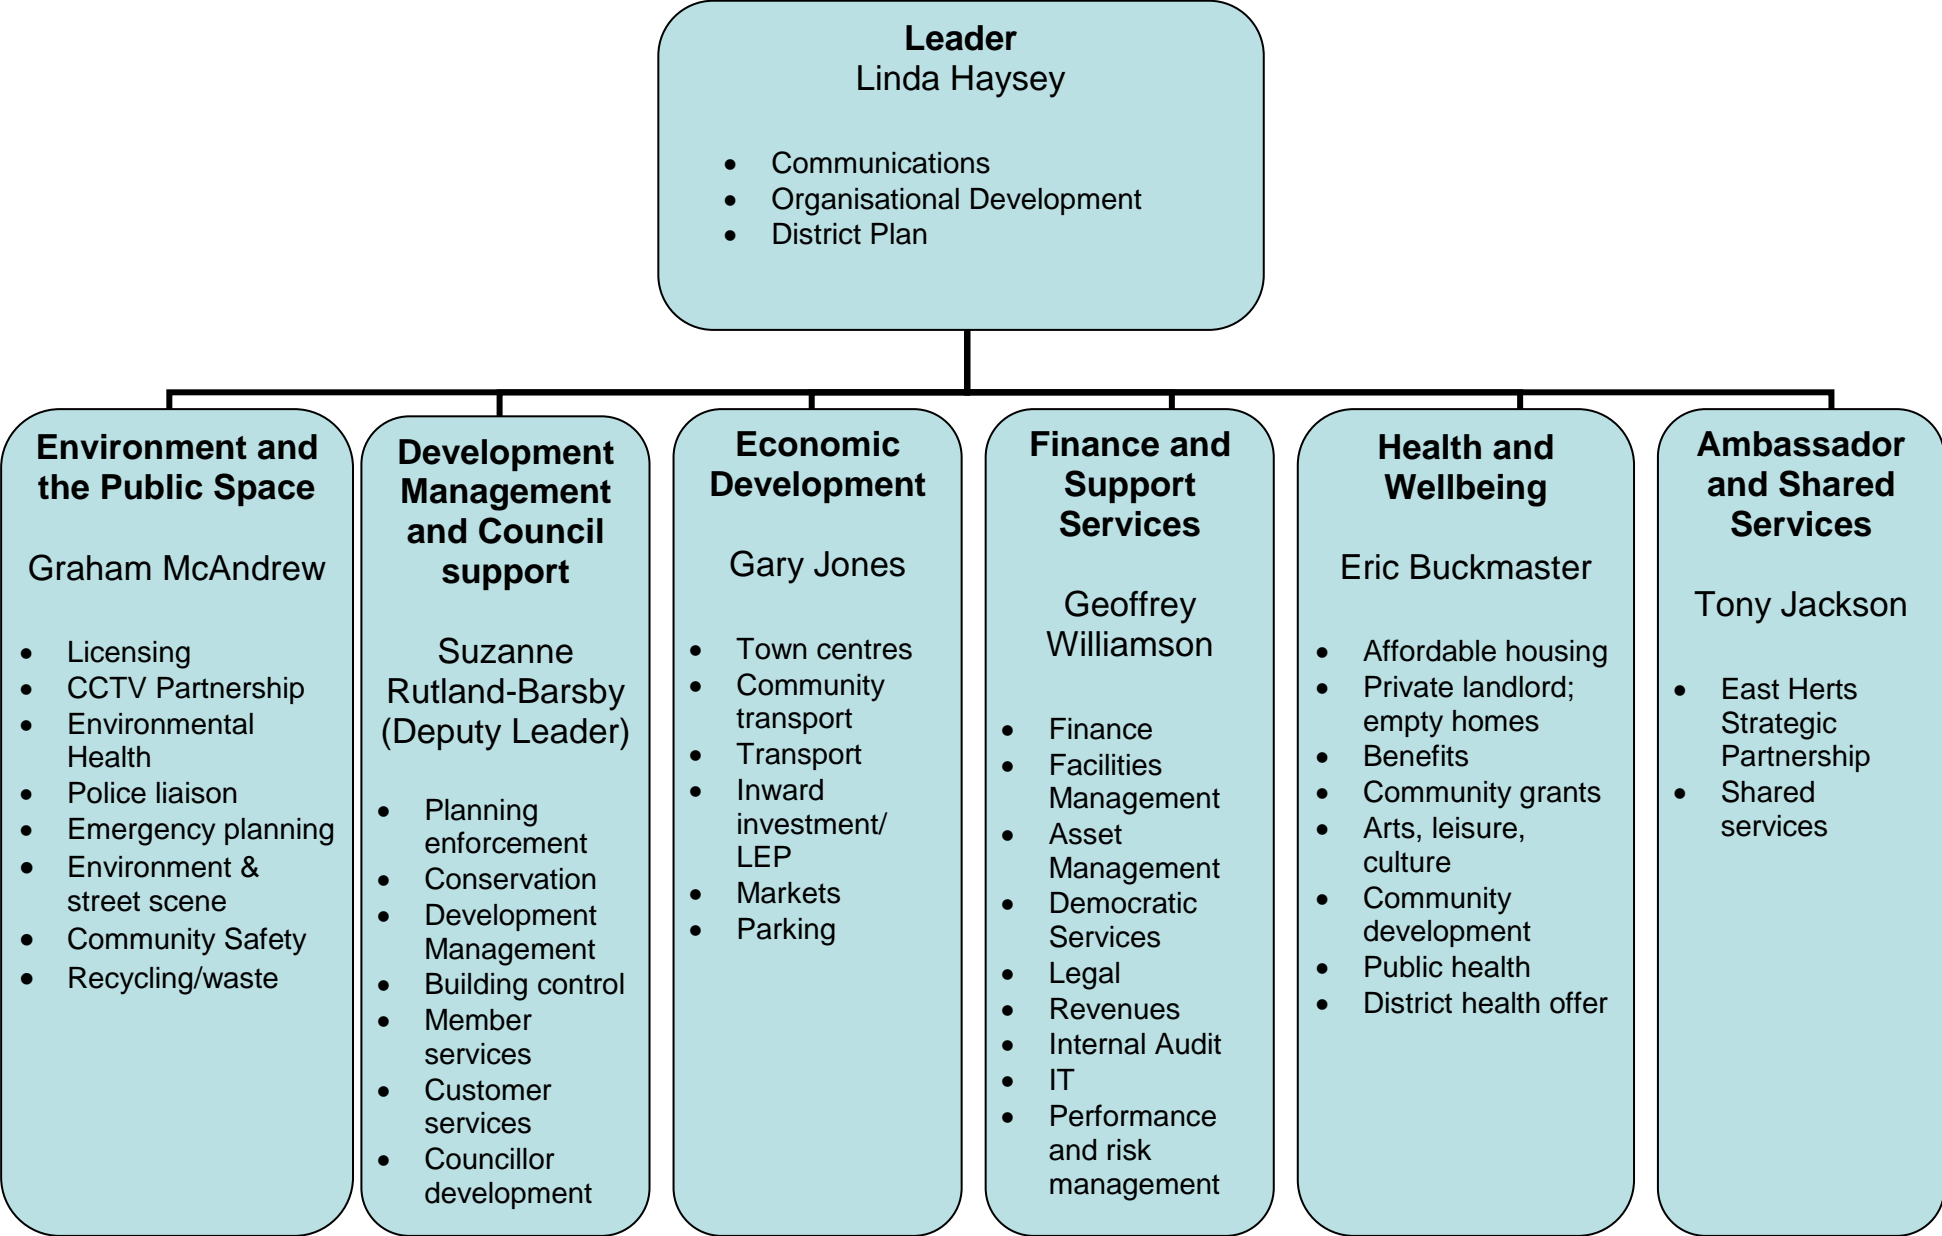 Leader
Linda Haysey
• Communications
• Organisational Development
• District Plan
Environment and
the Public Space
Graham McAndrew
• Licensing
• CCTV Partnership
• Environmental
Health
• Police liaison
• Emergency planning
• Environment &
street scene
• Community Safety
• Recycling/waste
Development
Management
and Council
support
Suzanne
Rutland-Barsby
(Deputy Leader)
• Planning
enforcement
• Conservation
• Development
Management
• Building control
• Member
services
• Customer
services
• Councillor
development
Economic
Development
Gary Jones
• Town centres
• Community
transport
• Transport
• Inward
investment/
LEP
• Markets
• Parking
Finance and
Support
Services
Geoffrey
Williamson
• Finance
• Facilities
Management
• Asset
Management
• Democratic
Services
• Legal
• Revenues
• Internal Audit
• IT
• Performance
and risk
management
Health and
Wellbeing
Eric Buckmaster
• Affordable housing
• Private landlord;
empty homes
• Benefits
• Community grants
• Arts, leisure,
culture
• Community
development
• Public health
• District health offer
Ambassador
and Shared
Services
Tony Jackson
• East Herts
Strategic
Partnership
• Shared
services